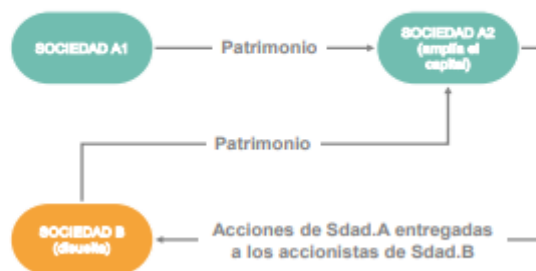 SOCIEDAD A1
Patrimonio
SOCIEDAD A2
(amplía el
capital)
Patrimonio
SOCIEDAD B
(disuelta)
Acciones de Sdad.A entregadas
a los accionistas de Sdad.B